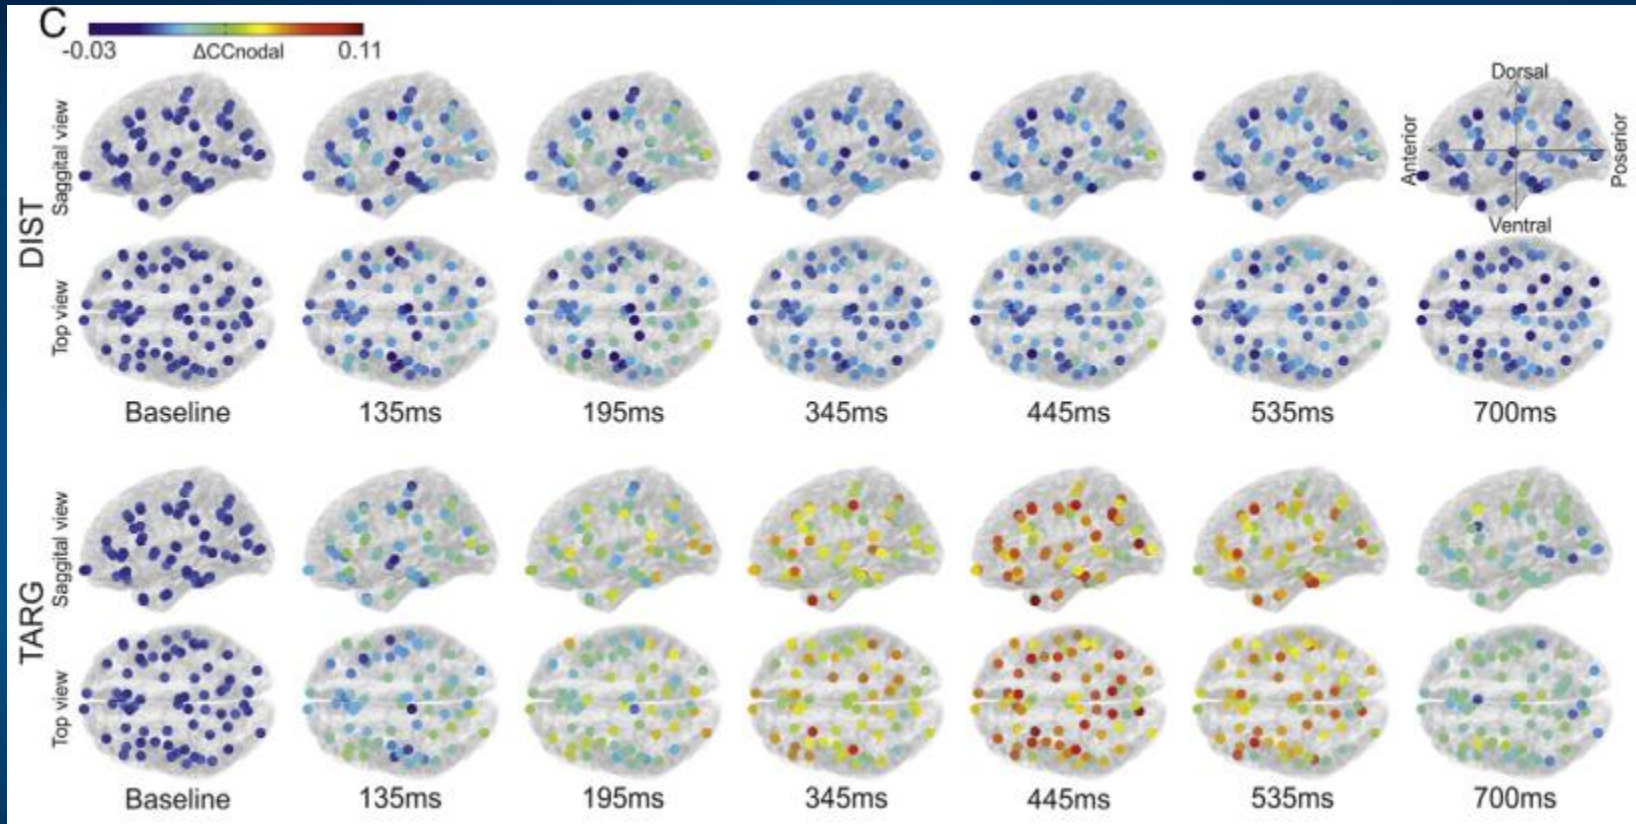 C
-0.03 ΔCCnodal 0.11
DIST
Saggital view
Dorsal
Anterior
Poserior
Ventral
Top view
Baseline 135ms 195ms 345ms 445ms 535ms 700ms
TARG
Saggital view
Top view
Baseline 135ms 195ms 345ms 445ms 535ms 700ms